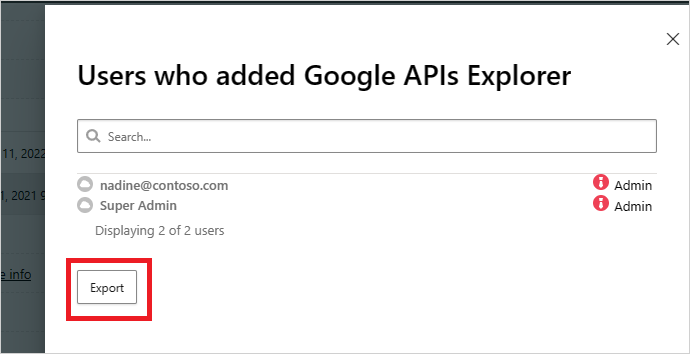 Users who added Google APIs Explorer
Search...
11, 2022
1, 2021 9
nadine@contoso.com Admin
Super Admin Admin
Displaying 2 of 2 users
e info
Export